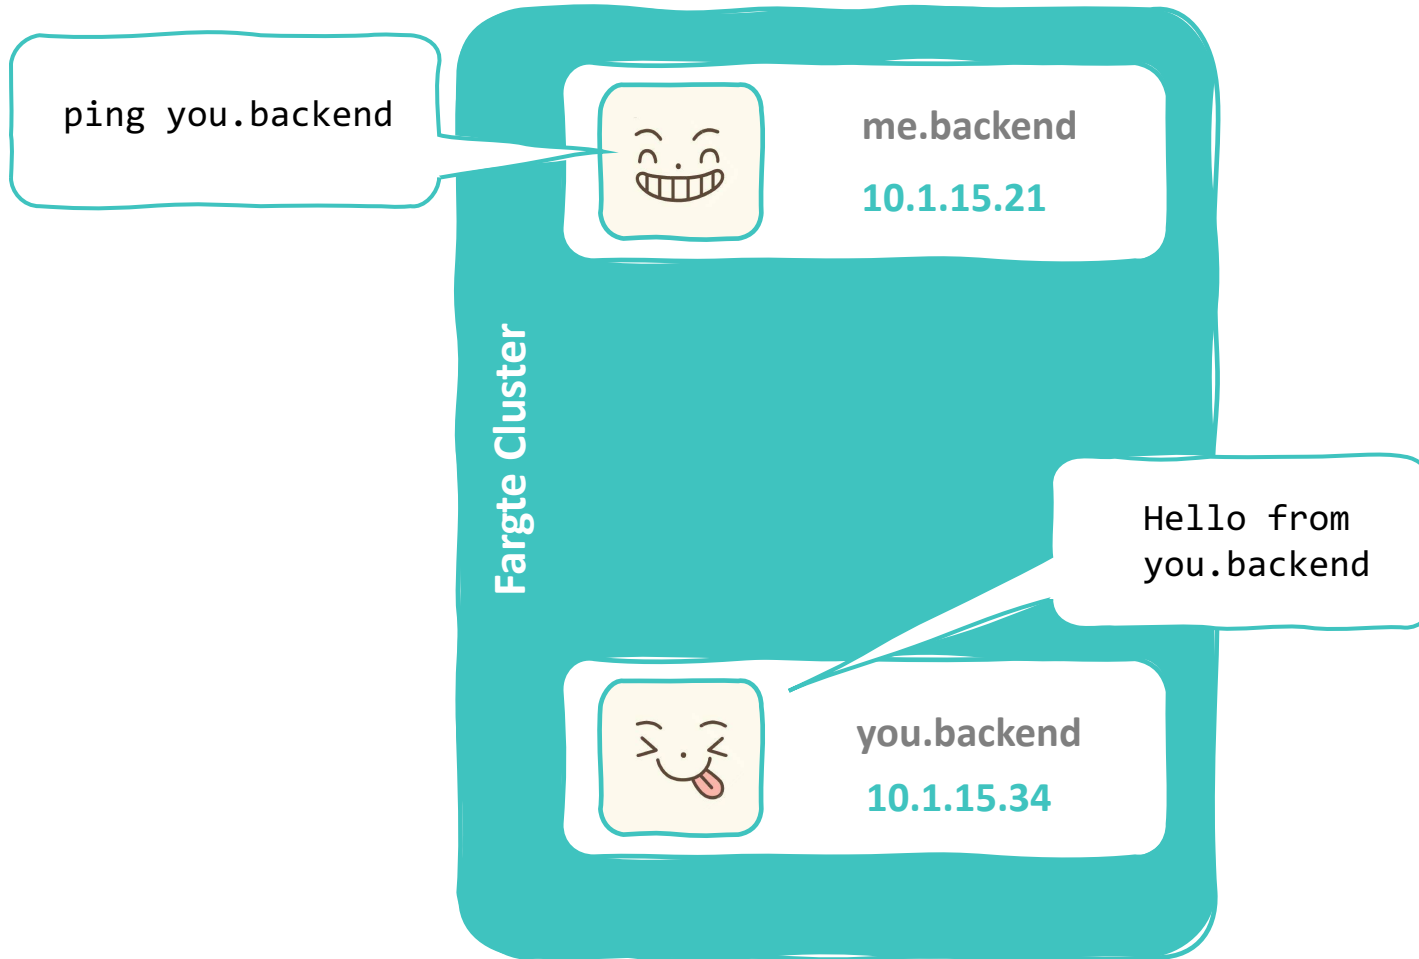 ping you.backend
me.backend
10.1.15.21
Fargte Cluster
Hello from
you.backend
you.backend
10.1.15.34